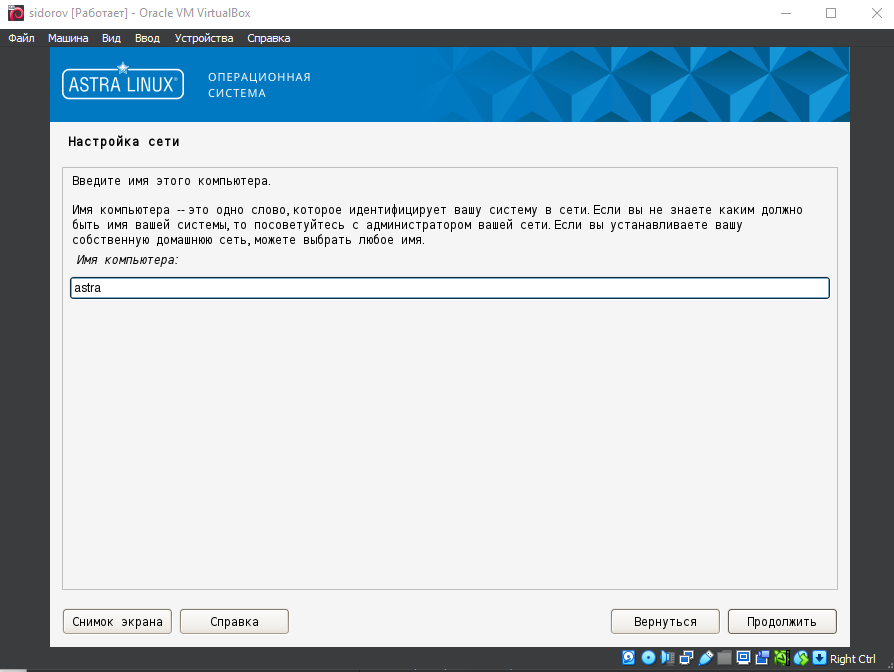 sidorov [Работает] - Oracle VM VirtualBox
Файл Машина Вид Ввод Устройства Справка
ASTRA LINUX®
ОПЕРАЦИОННАЯ
СИСТЕМА
Настройка сети
Введите имя этого компьютера.
Имя компьютера -- это одно слово, которое идентифицирует вашу систему в сети. Если вы не знаете каким должно
быть имя вашей системы, то посоветуйтесь с администратором вашей сети. Если вы устанавливаете вашу
собственную домашнюю сеть, можете выбрать любое имя.
Имя компьютера:
astra
Снимок экрана Справка Вернуться Продолжить
Right Ctrl